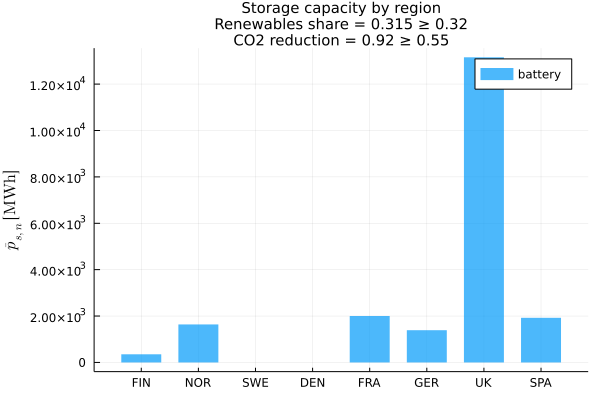 Storage capacity by region
Renewables share = 0.315 ≥ 0.32
CO2 reduction = 0.92 ≥ 0.55
battery
p̄ₛ,ₙ [MWh]
1.20×10⁴
1.00×10⁴
8.00×10³
6.00×10³
4.00×10³
2.00×10³
0
FIN NOR SWE DEN FRA GER UK SPA